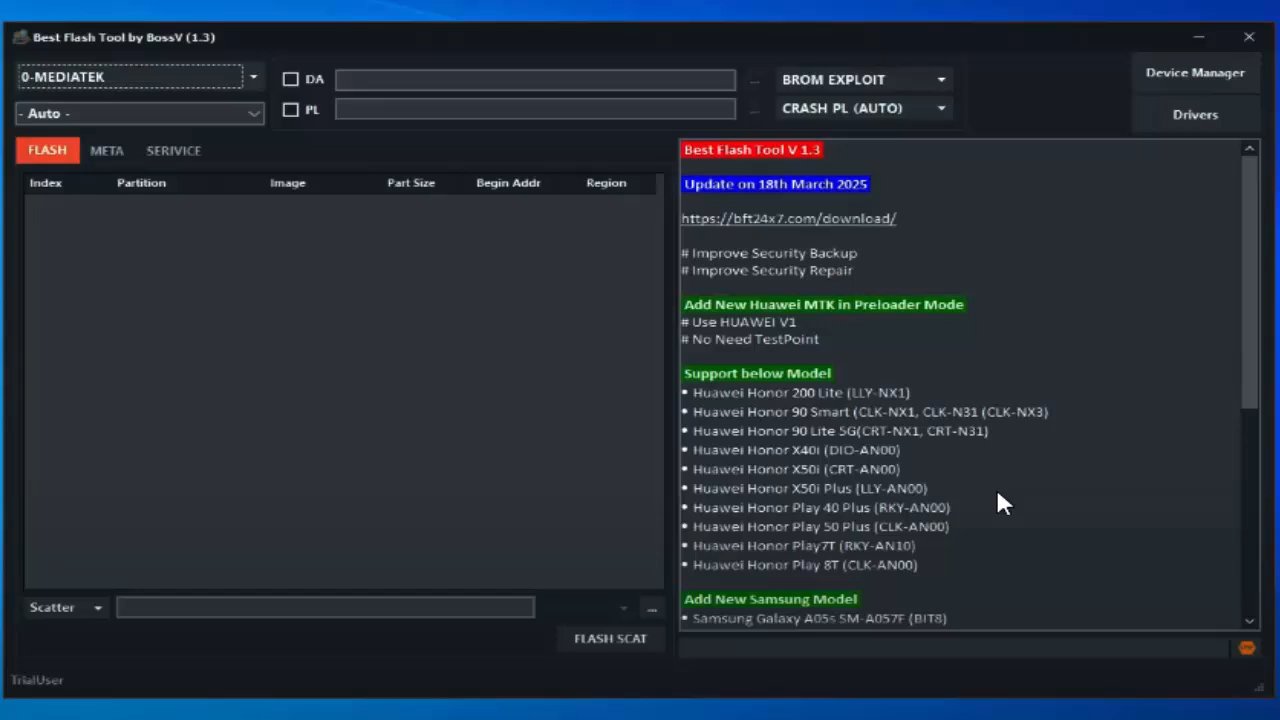 Best Flash Tool by BossV (1.3)
0-MEDIATEK
DA
...
BROM EXPLOIT
Device Manager
- Auto -
PL
...
CRASH PL (AUTO)
Drivers
FLASH META SERIVICE
Index Partition Image Part Size Begin Addr Region
Best Flash Tool V 1.3
Update on 18th March 2025
https://bft24x7.com/download/
# Improve Security Backup
# Improve Security Repair
Add New Huawei MTK in Preloader Mode
# Use HUAWEI V1
# No Need TestPoint
Support below Model
• Huawei Honor 200 Lite (LLY-NX1)
• Huawei Honor 90 Smart (CLK-NX1, CLK-N31 (CLK-NX3)
• Huawei Honor 90 Lite 5G(CRT-NX1, CRT-N31)
• Huawei Honor X40i (DIO-AN00)
• Huawei Honor X50i (CRT-AN00)
• Huawei Honor X50i Plus (LLY-AN00)
• Huawei Honor Play 40 Plus (RKY-AN00)
• Huawei Honor Play 50 Plus (CLK-AN00)
• Huawei Honor Play7T (RKY-AN10)
• Huawei Honor Play 8T (CLK-AN00)
Add New Samsung Model
• Samsung Galaxy A05s SM-A057F (BIT8)
Scatter
...
FLASH SCAT
TrialUser